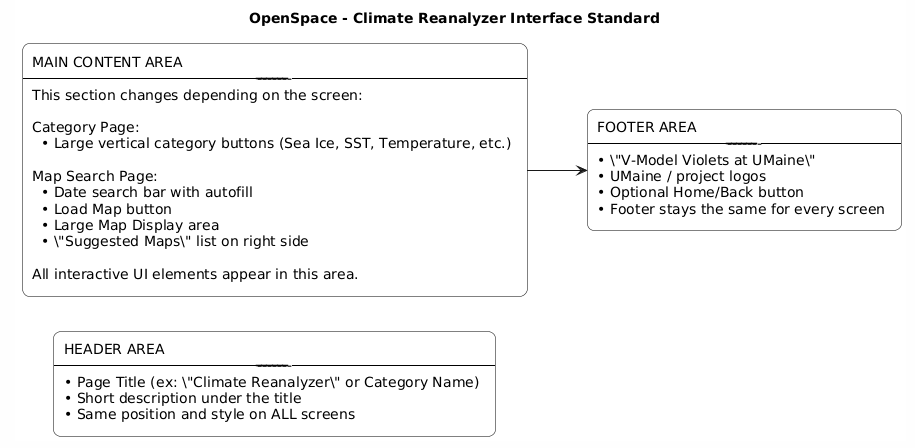 OpenSpace - Climate Reanalyzer Interface Standard
MAIN CONTENT AREA
This section changes depending on the screen:
Category Page:
• Large vertical category buttons (Sea Ice, SST, Temperature, etc.)
Map Search Page:
• Date search bar with autofill
• Load Map button
• Large Map Display area
• \"Suggested Maps\" list on right side
All interactive UI elements appear in this area.
FOOTER AREA
• \"V-Model Violets at UMaine\"
• UMaine / project logos
• Optional Home/Back button
• Footer stays the same for every screen
HEADER AREA
• Page Title (ex: \"Climate Reanalyzer\" or Category Name)
• Short description under the title
• Same position and style on ALL screens